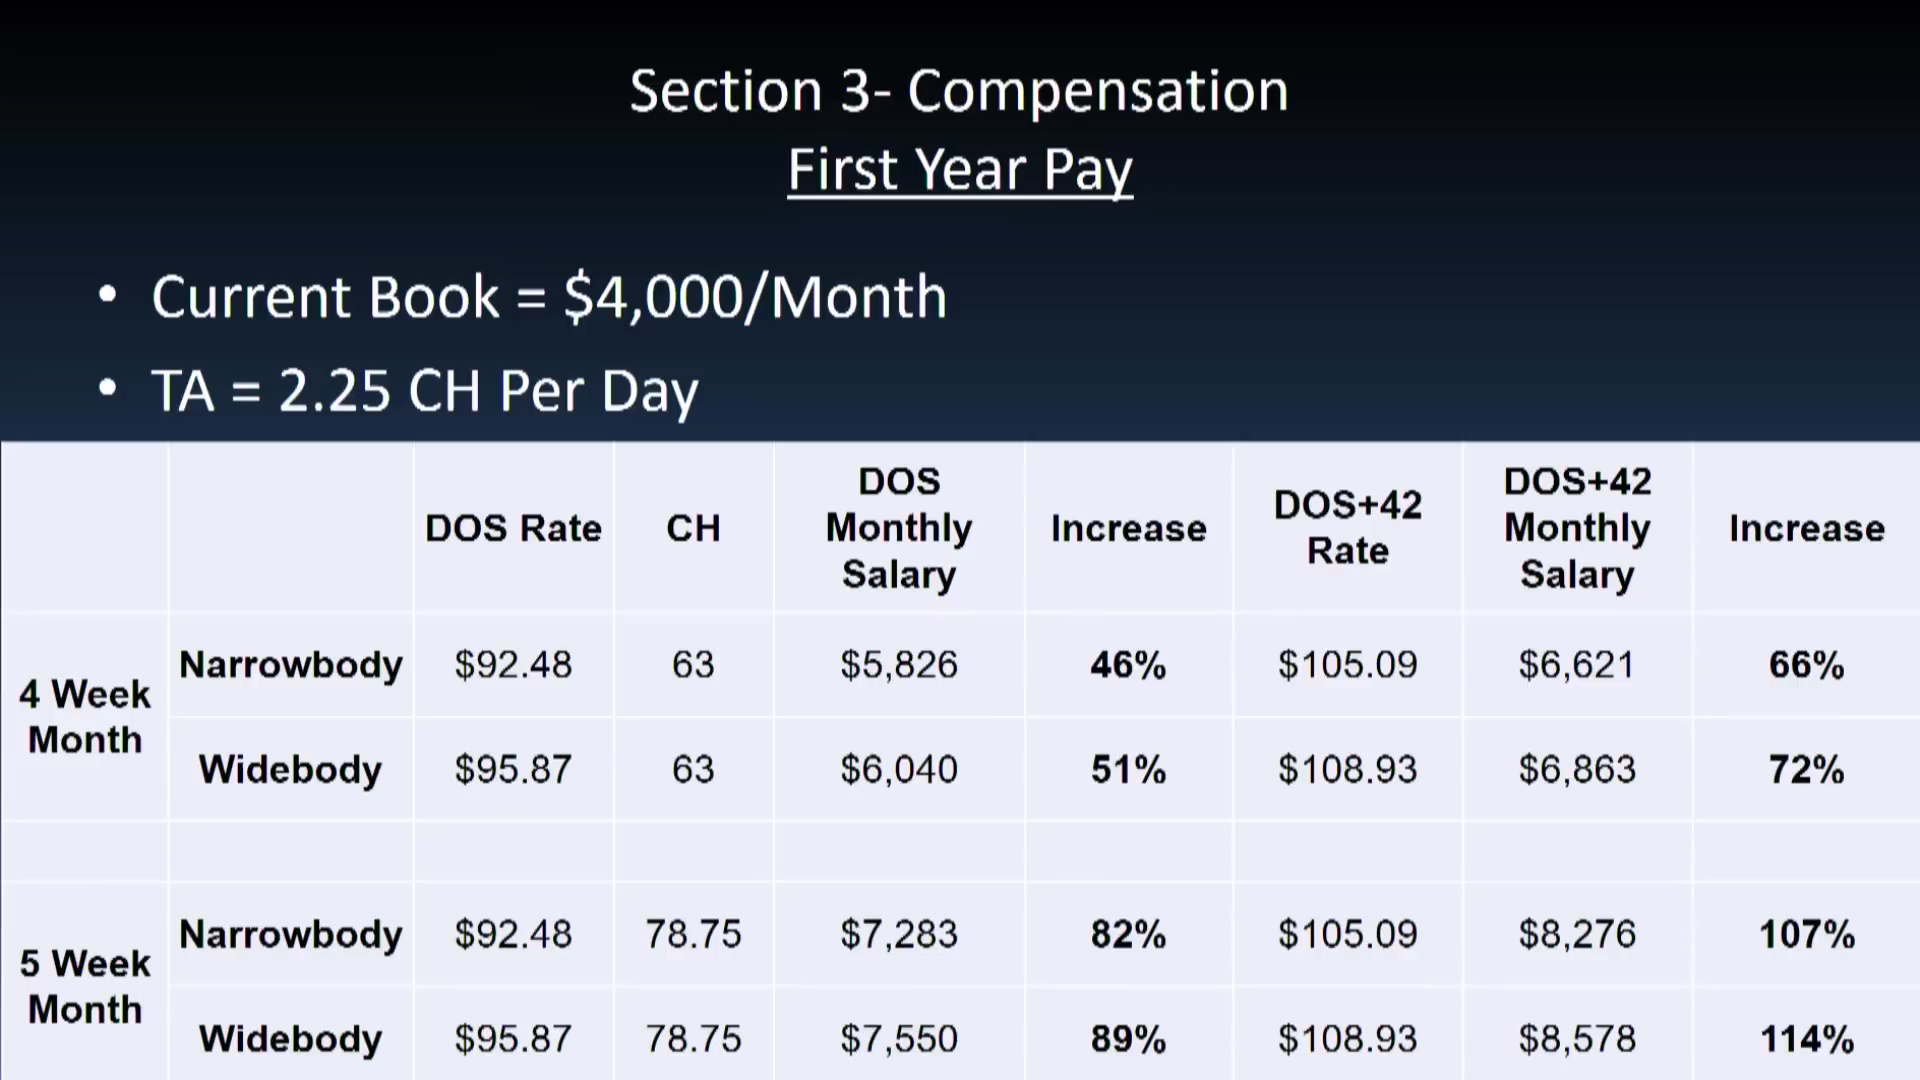 Section 3- Compensation
First Year Pay
• Current Book = $4,000/Month
• TA = 2.25 CH Per Day
DOS Rate CH DOS Monthly Salary Increase DOS+42 Rate DOS+42 Monthly Salary Increase
4 Week Month
Narrowbody $92.48 63 $5,826 46% $105.09 $6,621 66%
Widebody $95.87 63 $6,040 51% $108.93 $6,863 72%
5 Week Month
Narrowbody $92.48 78.75 $7,283 82% $105.09 $8,276 107%
Widebody $95.87 78.75 $7,550 89% $108.93 $8,578 114%